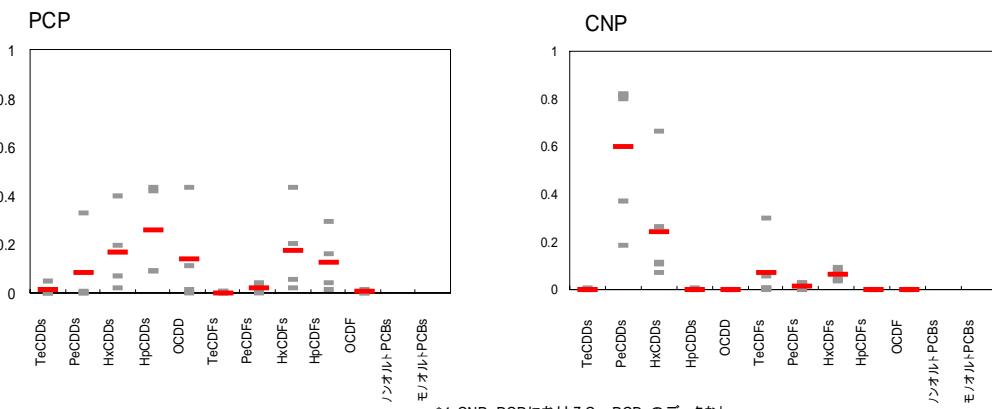 PCP
1
0.8
0.6
0.4
0.2
0
TeCDDs
PeCDDs
HxCDDs
HpCDDs
OCDD
TeCDFs
PeCDFs
HxCDFs
HpCDFs
OCDF
ノンオルトPCBs
モノオルトPCBs
CNP
1
0.8
0.6
0.4
0.2
0
TeCDDs
PeCDDs
HxCDDs
HpCDDs
OCDD
TeCDFs
PeCDFs
HxCDFs
HpCDFs
OCDF
ノンオルトPCBs
モノオルトPCBs